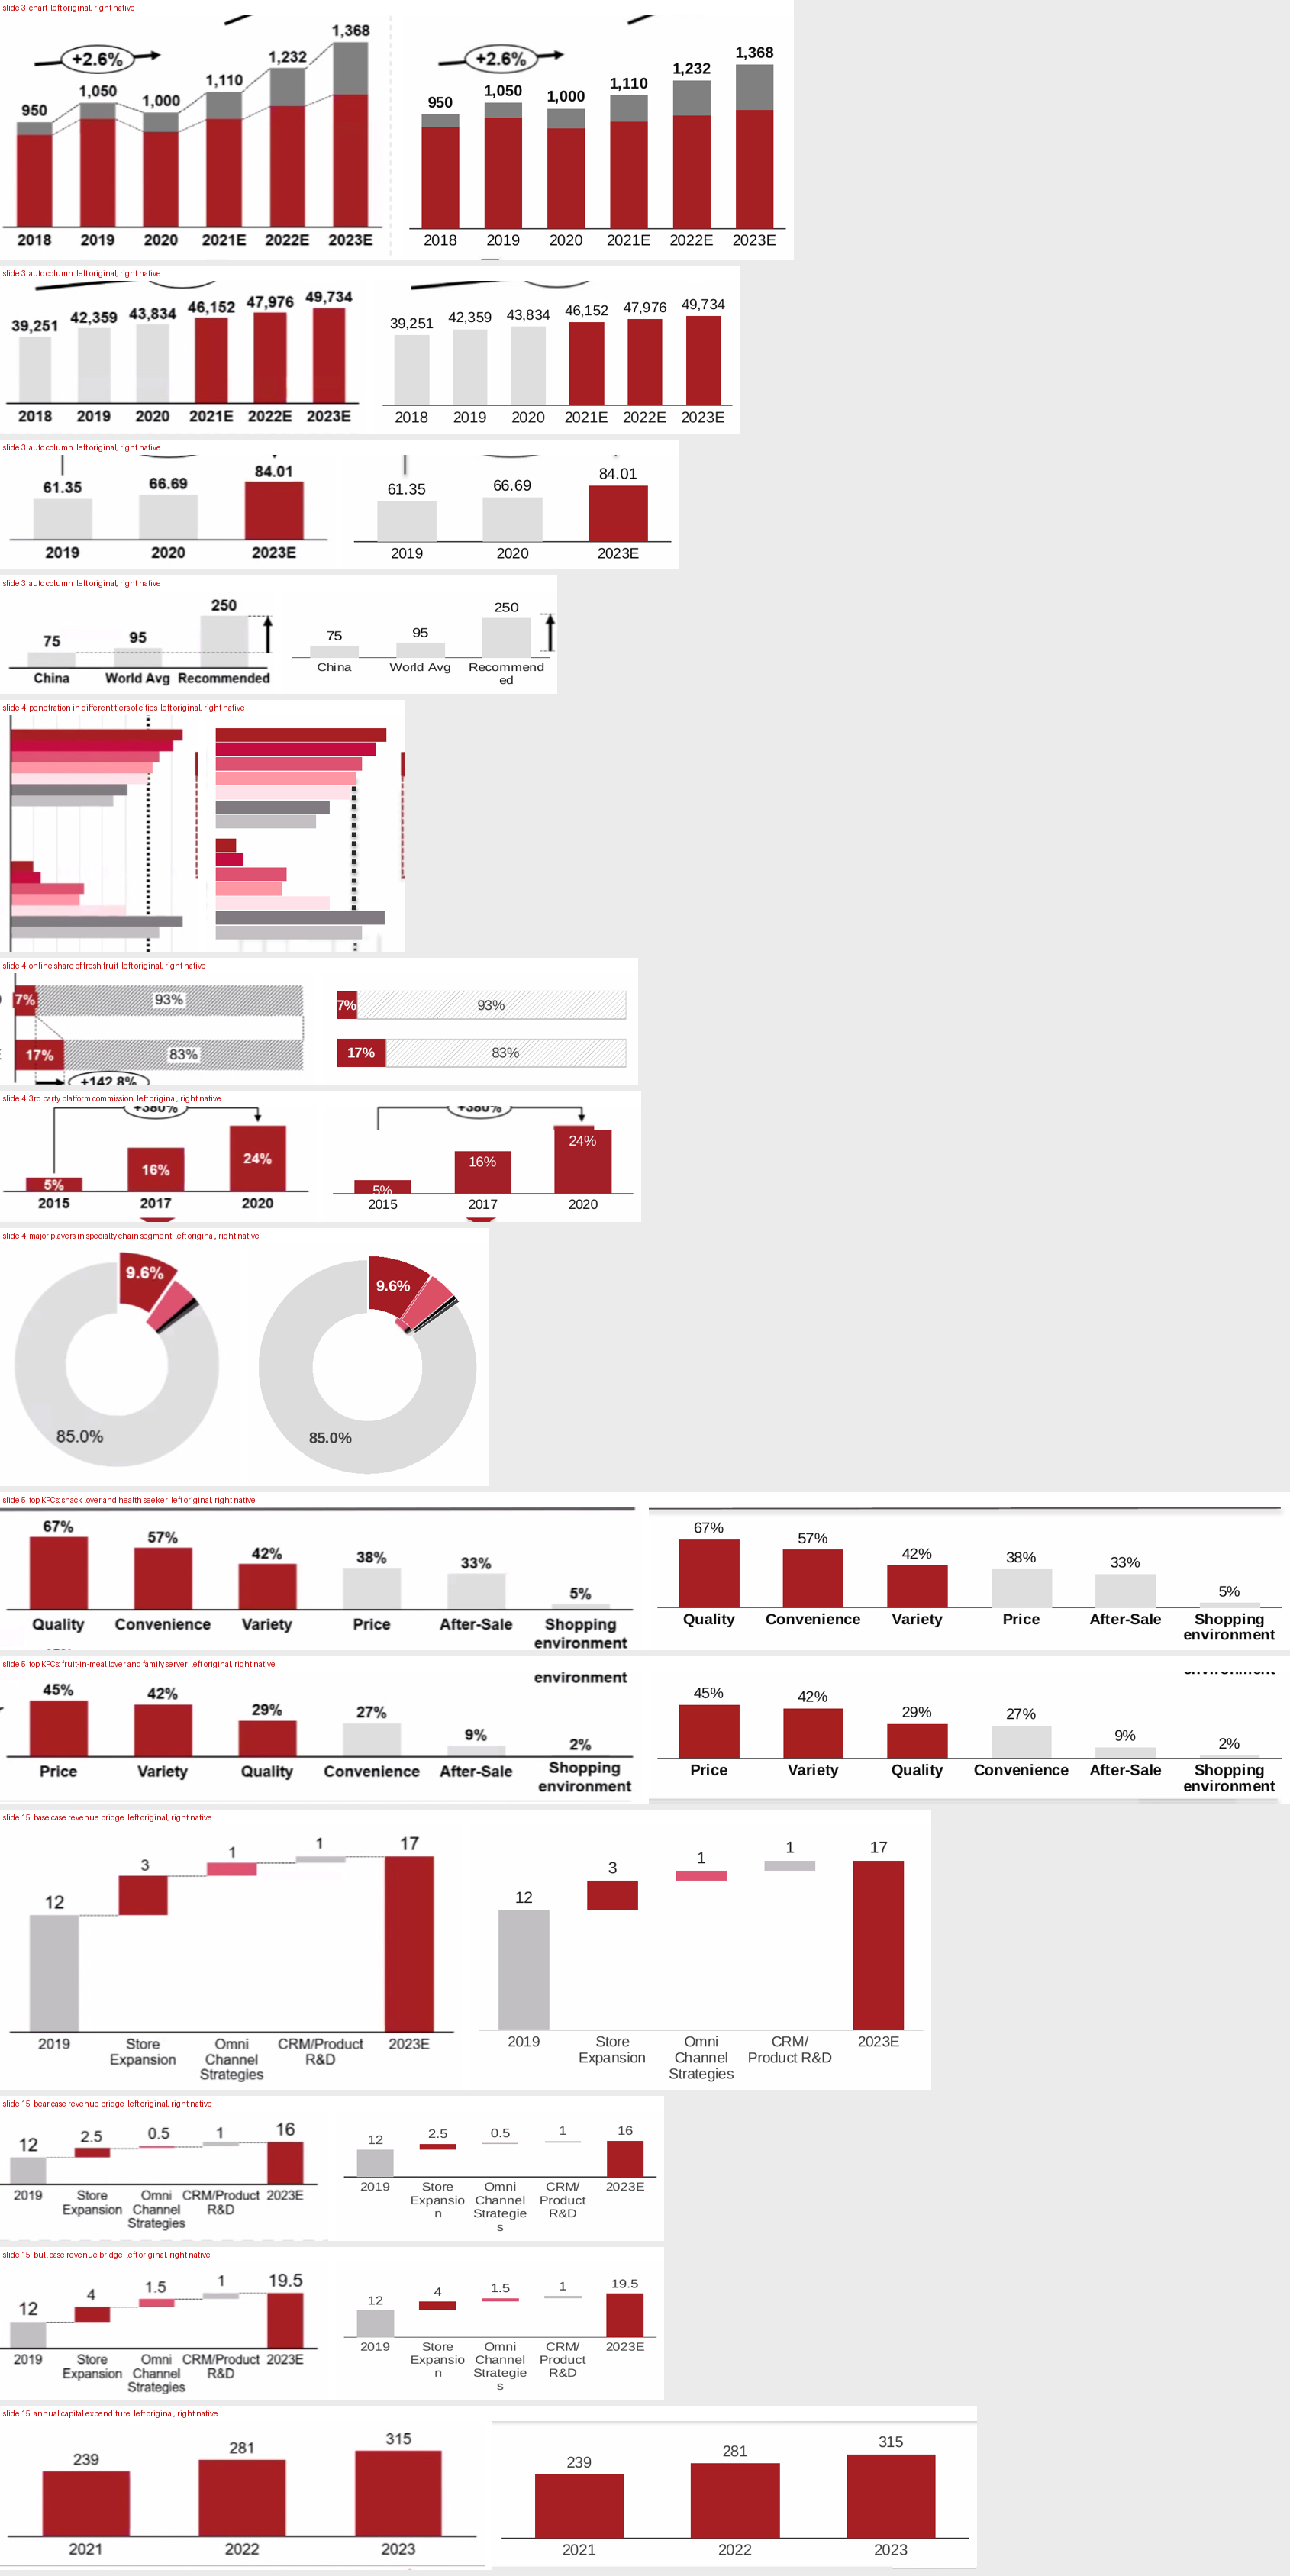 slide 3 chart left original, right native
+2.6%
950
1,050
1,000
1,110
1,232
1,368
2018
2019
2020
2021E
2022E
2023E
+2.6%
950
1,050
1,000
1,110
1,232
1,368
2018
2019
2020
2021E
2022E
2023E
slide 3 auto column left original, right native
39,251
42,359
43,834
46,152
47,976
49,734
2018
2019
2020
2021E
2022E
2023E
39,251
42,359
43,834
46,152
47,976
49,734
2018
2019
2020
2021E
2022E
2023E
slide 3 auto column left original, right native
61.35
66.69
84.01
2019
2020
2023E
61.35
66.69
84.01
2019
2020
2023E
slide 3 auto column left original, right native
75
95
250
China
World Avg
Recommended
75
95
250
China
World Avg
Recommend
ed
slide 4 penetration in different tiers of cities left original, right native
slide 4 online share of fresh fruit left original, right native
7%
93%
17%
83%
+142.8%
7%
93%
17%
83%
slide 4 3rd party platform commission left original, right native
+380%
5%
16%
24%
2015
2017
2020
+380%
5%
16%
24%
2015
2017
2020
slide 4 major players in specialty chain segment left original, right native
9.6%
85.0%
9.6%
85.0%
slide 5 top KPCs: snack lover and health seeker left original, right native
67%
57%
42%
38%
33%
5%
Quality
Convenience
Variety
Price
After-Sale
Shopping
environment
67%
57%
42%
38%
33%
5%
Quality
Convenience
Variety
Price
After-Sale
Shopping
environment
slide 5 top KPCs: fruit-in-meal lover and family server left original, right native
environment
45%
42%
29%
27%
9%
2%
Price
Variety
Quality
Convenience
After-Sale
Shopping
environment
environment
45%
42%
29%
27%
9%
2%
Price
Variety
Quality
Convenience
After-Sale
Shopping
environment
slide 15 base case revenue bridge left original, right native
12
3
1
1
17
2019
Store
Expansion
Omni
Channel
Strategies
CRM/Product
R&D
2023E
12
3
1
1
17
2019
Store
Expansion
Omni
Channel
Strategies
CRM/
Product R&D
2023E
slide 15 bear case revenue bridge left original, right native
12
2.5
0.5
1
16
2019
Store
Expansion
Omni
Channel
Strategies
CRM/Product
R&D
2023E
12
2.5
0.5
1
16
2019
Store
Expansio
n
Omni
Channel
Strategie
s
CRM/
Product
R&D
2023E
slide 15 bull case revenue bridge left original, right native
12
4
1.5
1
19.5
2019
Store
Expansion
Omni
Channel
Strategies
CRM/Product
R&D
2023E
12
4
1.5
1
19.5
2019
Store
Expansio
n
Omni
Channel
Strategie
s
CRM/
Product
R&D
2023E
slide 15 annual capital expenditure left original, right native
239
281
315
2021
2022
2023
239
281
315
2021
2022
2023